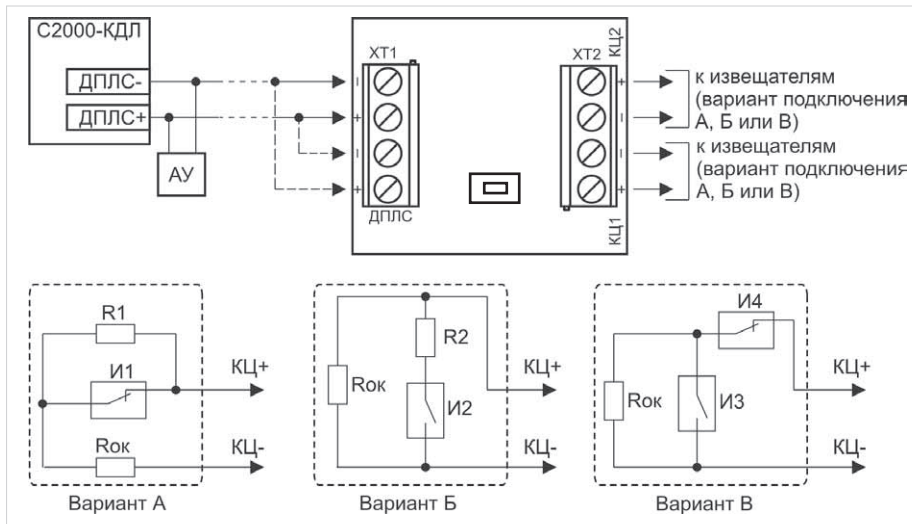 С2000-КДЛ
ДПЛС-
ДПЛС+
АУ
ХТ1
-
+
-
+
ДПЛС
ХТ2
КЦ2
+
-
-
+
КЦ1
к извещателям
(вариант подключения
А, Б или В)
к извещателям
(вариант подключения
А, Б или В)
R1
И1
Rок
КЦ+
КЦ-
Вариант А
Rок
R2
И2
КЦ+
КЦ-
Вариант Б
Rок
И3
И4
КЦ+
КЦ-
Вариант В